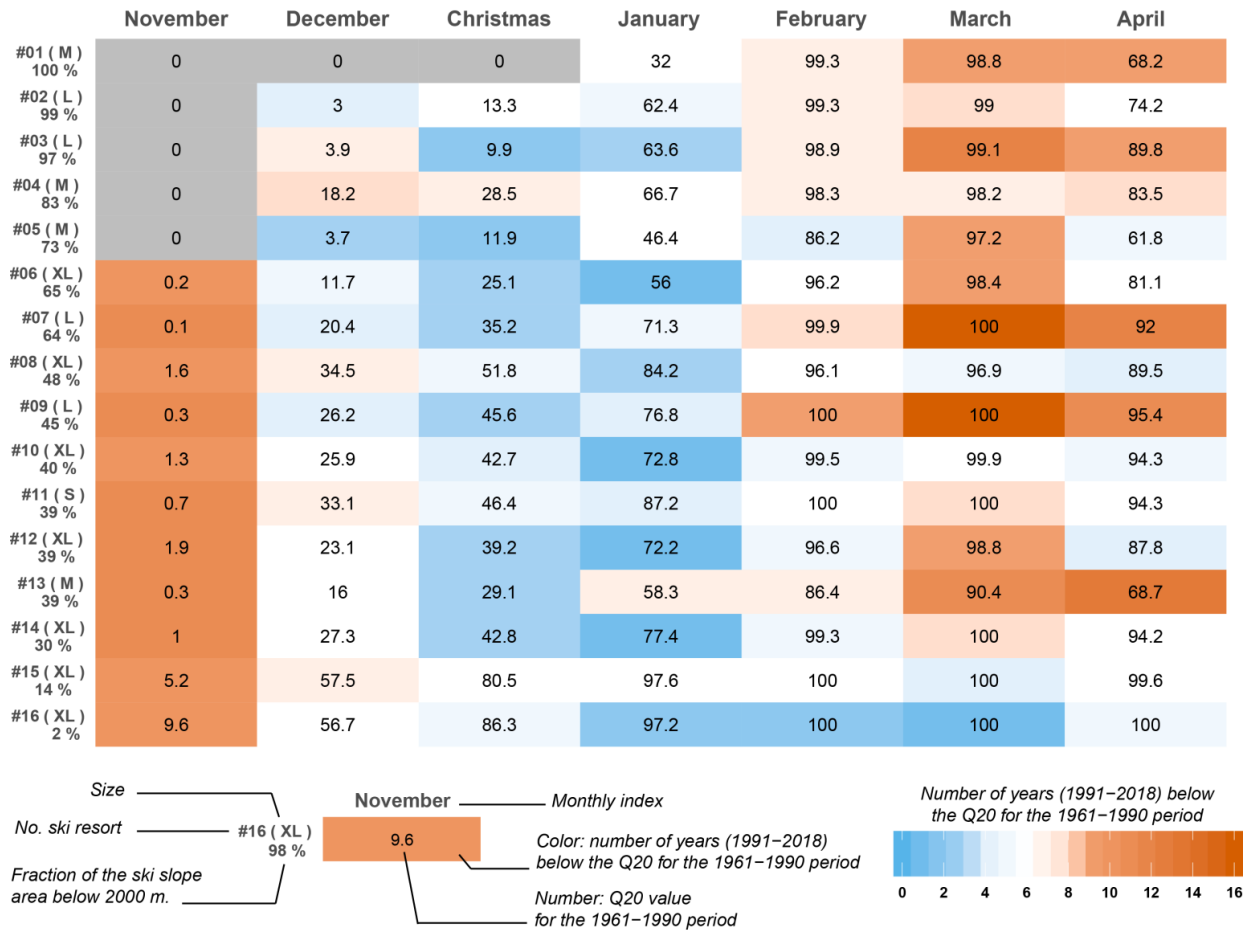 November December Christmas January February March April
#01 ( M )
100 %
0 0 0 32 99.3 98.8 68.2
#02 ( L )
99 %
0 3 13.3 62.4 99.3 99 74.2
#03 ( L )
97 %
0 3.9 9.9 63.6 98.9 99.1 89.8
#04 ( M )
83 %
0 18.2 28.5 66.7 98.3 98.2 83.5
#05 ( M )
73 %
0 3.7 11.9 46.4 86.2 97.2 61.8
#06 ( XL )
65 %
0.2 11.7 25.1 56 96.2 98.4 81.1
#07 ( L )
64 %
0.1 20.4 35.2 71.3 99.9 100 92
#08 ( XL )
48 %
1.6 34.5 51.8 84.2 96.1 96.9 89.5
#09 ( L )
45 %
0.3 26.2 45.6 76.8 100 100 95.4
#10 ( XL )
40 %
1.3 25.9 42.7 72.8 99.5 99.9 94.3
#11 ( S )
39 %
0.7 33.1 46.4 87.2 100 100 94.3
#12 ( XL )
39 %
1.9 23.1 39.2 72.2 96.6 98.8 87.8
#13 ( M )
39 %
0.3 16 29.1 58.3 86.4 90.4 68.7
#14 ( XL )
30 %
1 27.3 42.8 77.4 99.3 100 94.2
#15 ( XL )
14 %
5.2 57.5 80.5 97.6 100 100 99.6
#16 ( XL )
2 %
9.6 56.7 86.3 97.2 100 100 100
Size
No. ski resort
Fraction of the ski slope
area below 2000 m.
#16 ( XL )
98 %
November
9.6
Monthly index
Color: number of years (1991−2018)
below the Q20 for the 1961−1990 period
Number: Q20 value
for the 1961−1990 period
Number of years (1991−2018) below
the Q20 for the 1961−1990 period
0 2 4 6 8 10 12 14 16